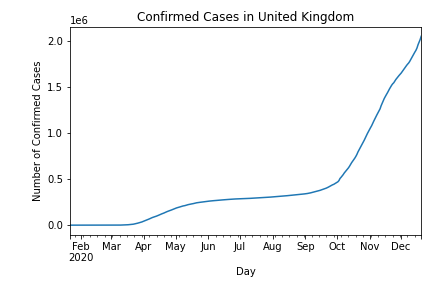 Confirmed Cases in United Kingdom
1e6
2.0
1.5
1.0
0.5
0.0
Number of Confirmed Cases
Feb Mar Apr May Jun Jul Aug Sep Oct Nov Dec
2020
Day